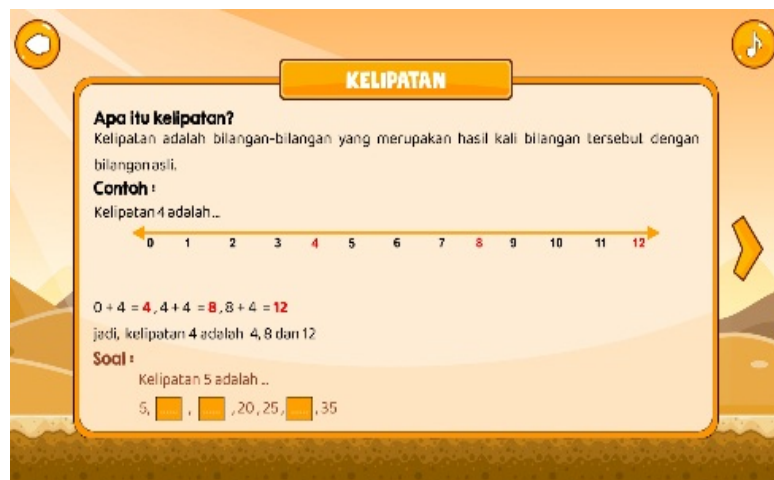 KELIPATAN
Apa itu kelipatan?
Kelipatan adalah bilangan-bilangan yang merupakan hasil kali bilangan tersebut dengan
bilangan asli.
Contoh :
Kelipatan 4 adalah...
0 1 2 3 4 5 6 7 8 9 10 11 12
0 + 4 = 4 , 4 + 4 = 8 , 8 + 4 = 12
jadi, kelipatan 4 adalah 4, 8 dan 12
Soal :
Kelipatan 5 adalah ...
5, ..... , ..... , 20 , 25 , ..... , 35